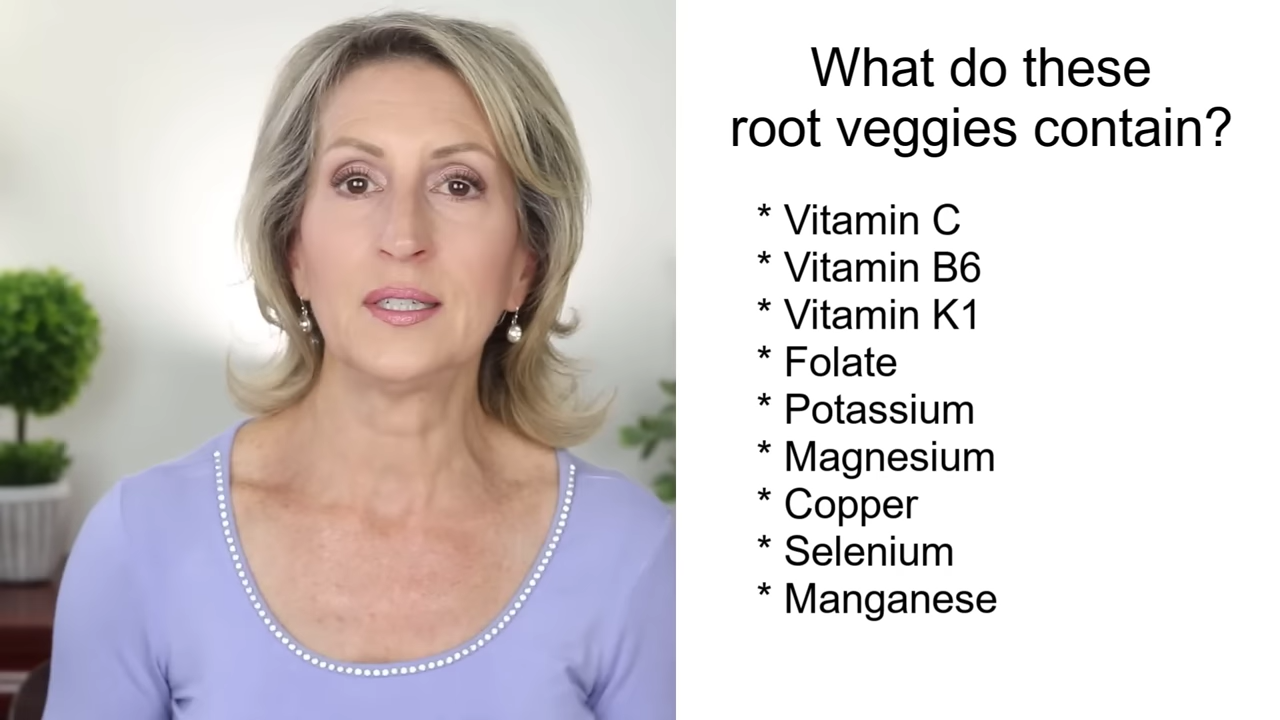 What do these
root veggies contain?
* Vitamin C
* Vitamin B6
* Vitamin K1
* Folate
* Potassium
* Magnesium
* Copper
* Selenium
* Manganese